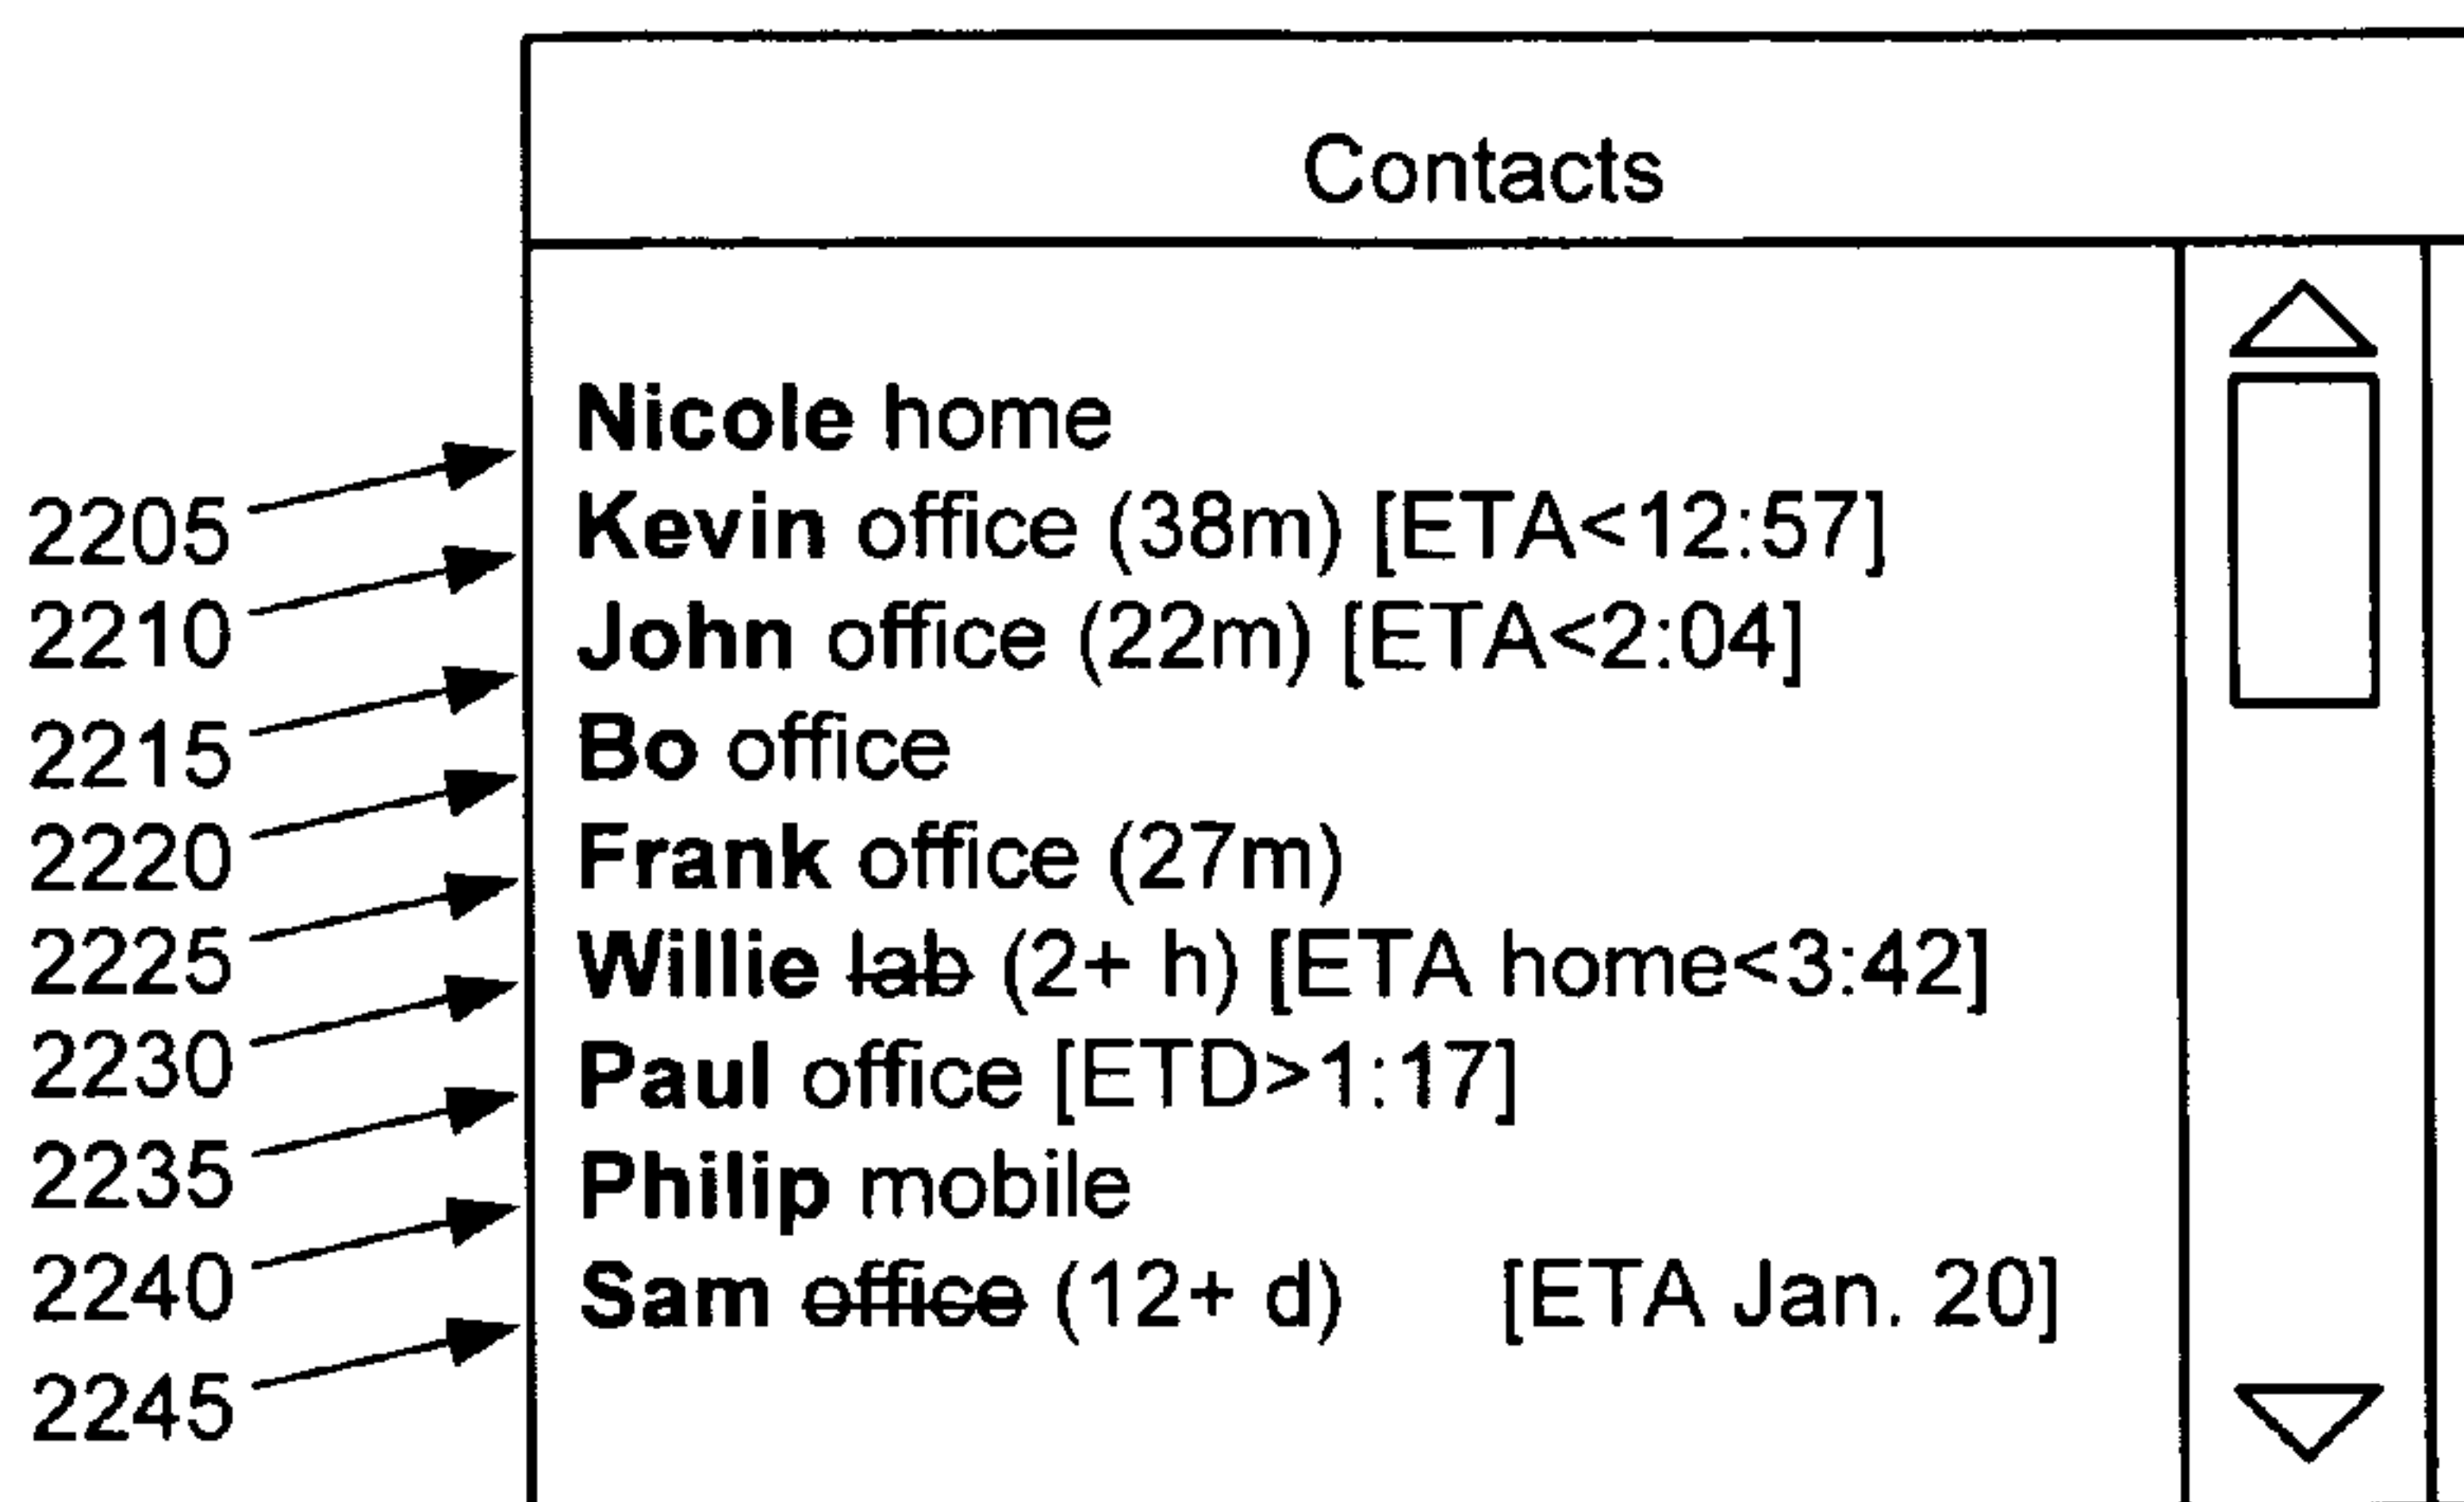 Contacts
Nicole home
2205
Kevin office (38m) [ETA<12:57]
2210
John office (22m) [ETA<2:04]
2215
Bo office
2220
Frank office (27m)
2225
Willie lab (2+ h) [ETA home<3:42]
2230
Paul office [ETD>1:17]
2235
Philip mobile
2240
Sam office (12+ d) [ETA Jan. 20]
2245